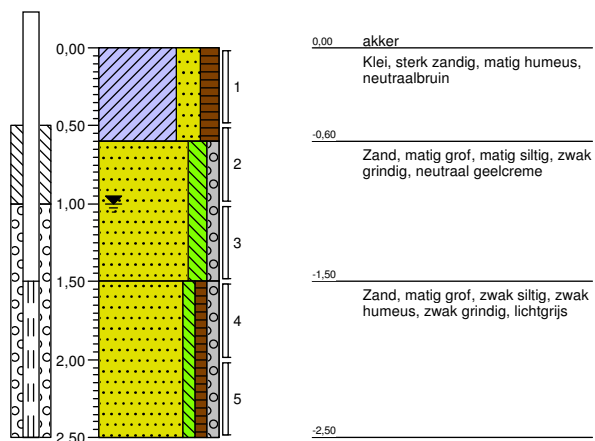 0,00
0,50
1,00
1,50
2,00
2,50
1
2
3
4
5
0,00 akker
Klei, sterk zandig, matig humeus,
neutraalbruin
-0,60
Zand, matig grof, matig siltig, zwak
grindig, neutraal geelcreme
-1,50
Zand, matig grof, zwak siltig, zwak
humeus, zwak grindig, lichtgrijs
-2,50